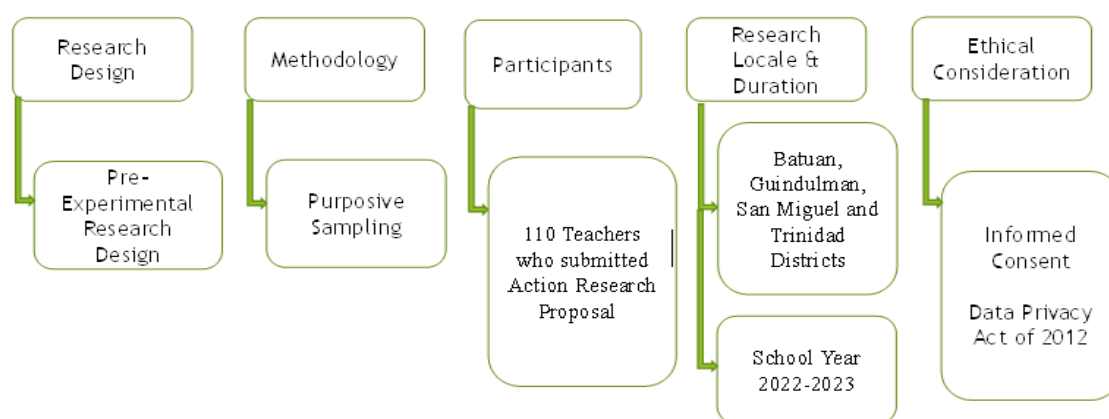 Research
Design
Pre-
Experimental
Research
Design
Methodology
Purposive
Sampling
Participants
110 Teachers
who submitted
Action Research
Proposal
Research
Locale &
Duration
Batuan,
Guindulman,
San Miguel and
Trinidad
Districts
School Year
2022-2023
Ethical
Consideration
Informed
Consent
Data Privacy
Act of 2012